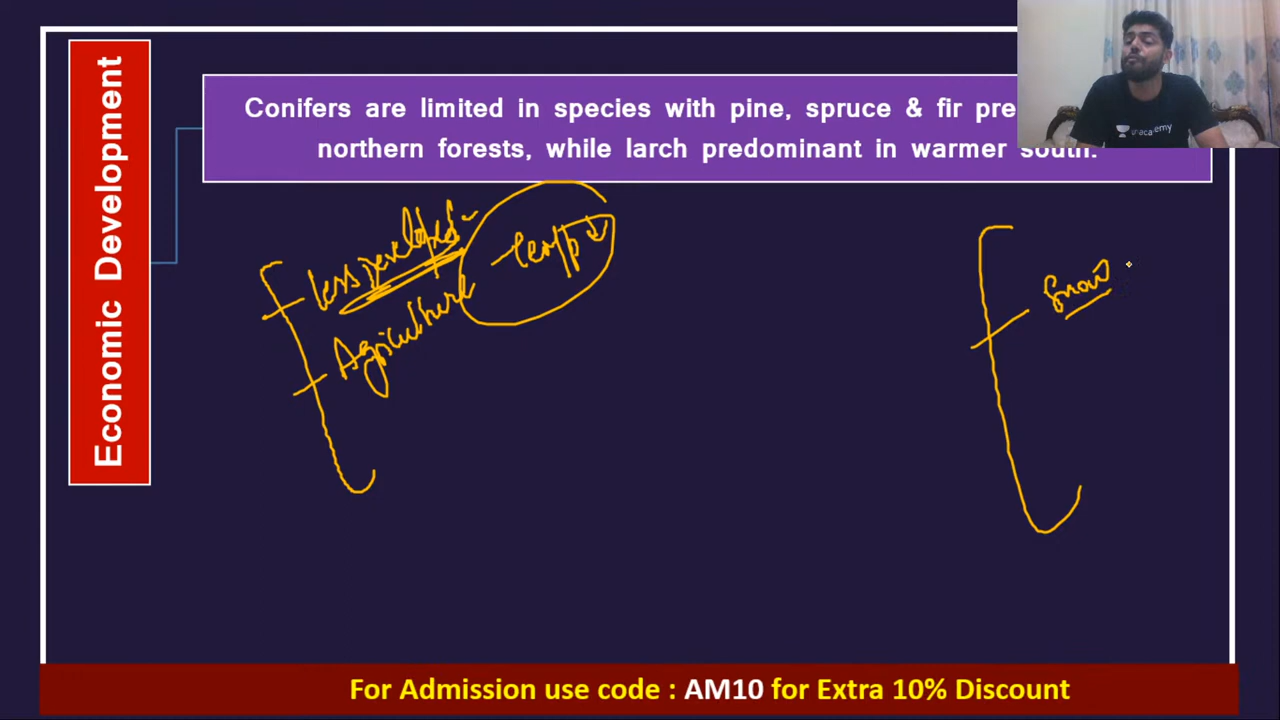 Economic Development
Conifers are limited in species with pine, spruce & fir pre
northern forests, while larch predominant in warmer south.
Less developed
temp ↓
Agriculture
Snow
unacademy
For Admission use code : AM10 for Extra 10% Discount